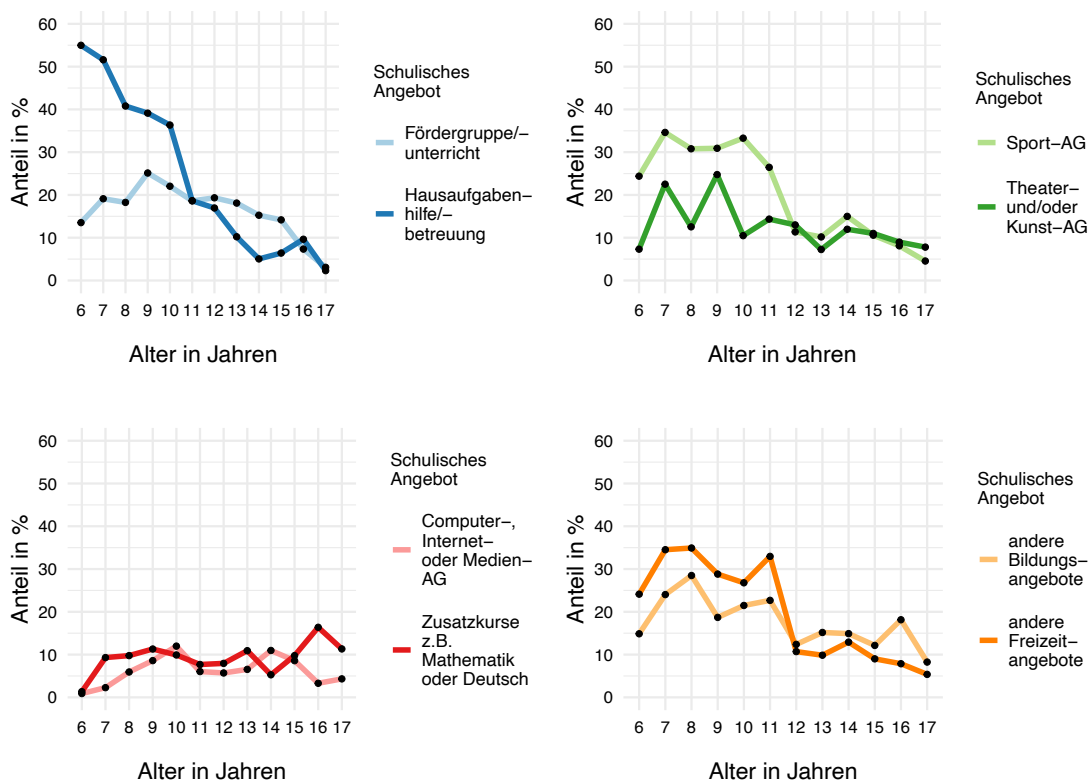 60
50
40
30
20
10
0
Anteil in %
6 7 8 9 10 11 12 13 14 15 16 17
Alter in Jahren
Schulisches
Angebot
Fördergruppe/–
unterricht
Hausaufgaben–
hilfe/–
betreuung
60
50
40
30
20
10
0
Anteil in %
6 7 8 9 10 11 12 13 14 15 16 17
Alter in Jahren
Schulisches
Angebot
Sport–AG
Theater–
und/oder
Kunst–AG
60
50
40
30
20
10
0
Anteil in %
6 7 8 9 10 11 12 13 14 15 16 17
Alter in Jahren
Schulisches
Angebot
Computer–,
Internet–
oder Medien–
AG
Zusatzkurse
z.B.
Mathematik
oder Deutsch
60
50
40
30
20
10
0
Anteil in %
6 7 8 9 10 11 12 13 14 15 16 17
Alter in Jahren
Schulisches
Angebot
andere
Bildungs–
angebote
andere
Freizeit–
angebote